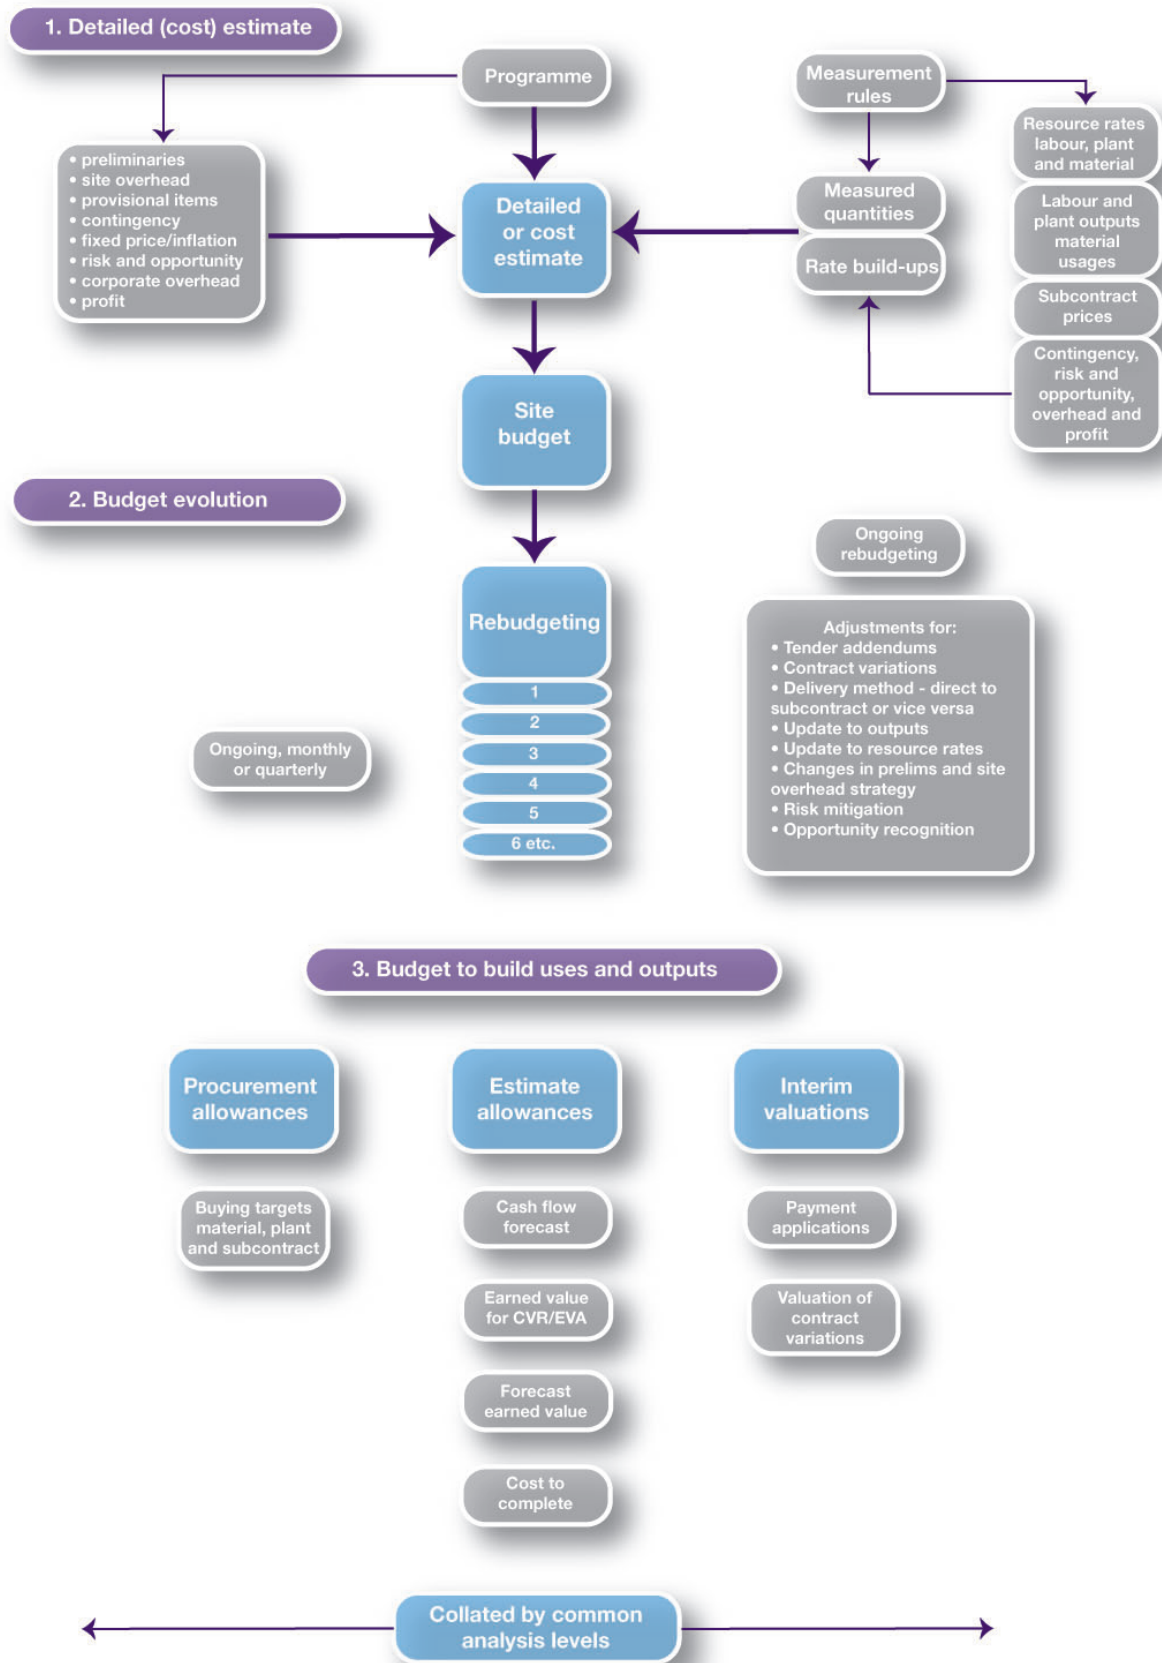 1. Detailed (cost) estimate
Programme
Measurement
rules
• preliminaries
• site overhead
• provisional items
• contingency
• fixed price/inflation
• risk and opportunity
• corporate overhead
• profit
Detailed
or cost
estimate
Measured
quantities
Rate build-ups
Resource rates
labour, plant
and material
Labour and
plant outputs
material
usages
Subcontract
prices
Contingency,
risk and
opportunity,
overhead and
profit
Site
budget
2. Budget evolution
Rebudgeting
1
2
3
4
5
6 etc.
Ongoing, monthly
or quarterly
Ongoing
rebudgeting
Adjustments for:
• Tender addendums
• Contract variations
• Delivery method - direct to
subcontract or vice versa
• Update to outputs
• Update to resource rates
• Changes in prelims and site
overhead strategy
• Risk mitigation
• Opportunity recognition
3. Budget to build uses and outputs
Procurement
allowances
Buying targets
material, plant
and subcontract
Estimate
allowances
Cash flow
forecast
Earned value
for CVR/EVA
Forecast
earned value
Cost to
complete
Interim
valuations
Payment
applications
Valuation of
contract
variations
Collated by common
analysis levels